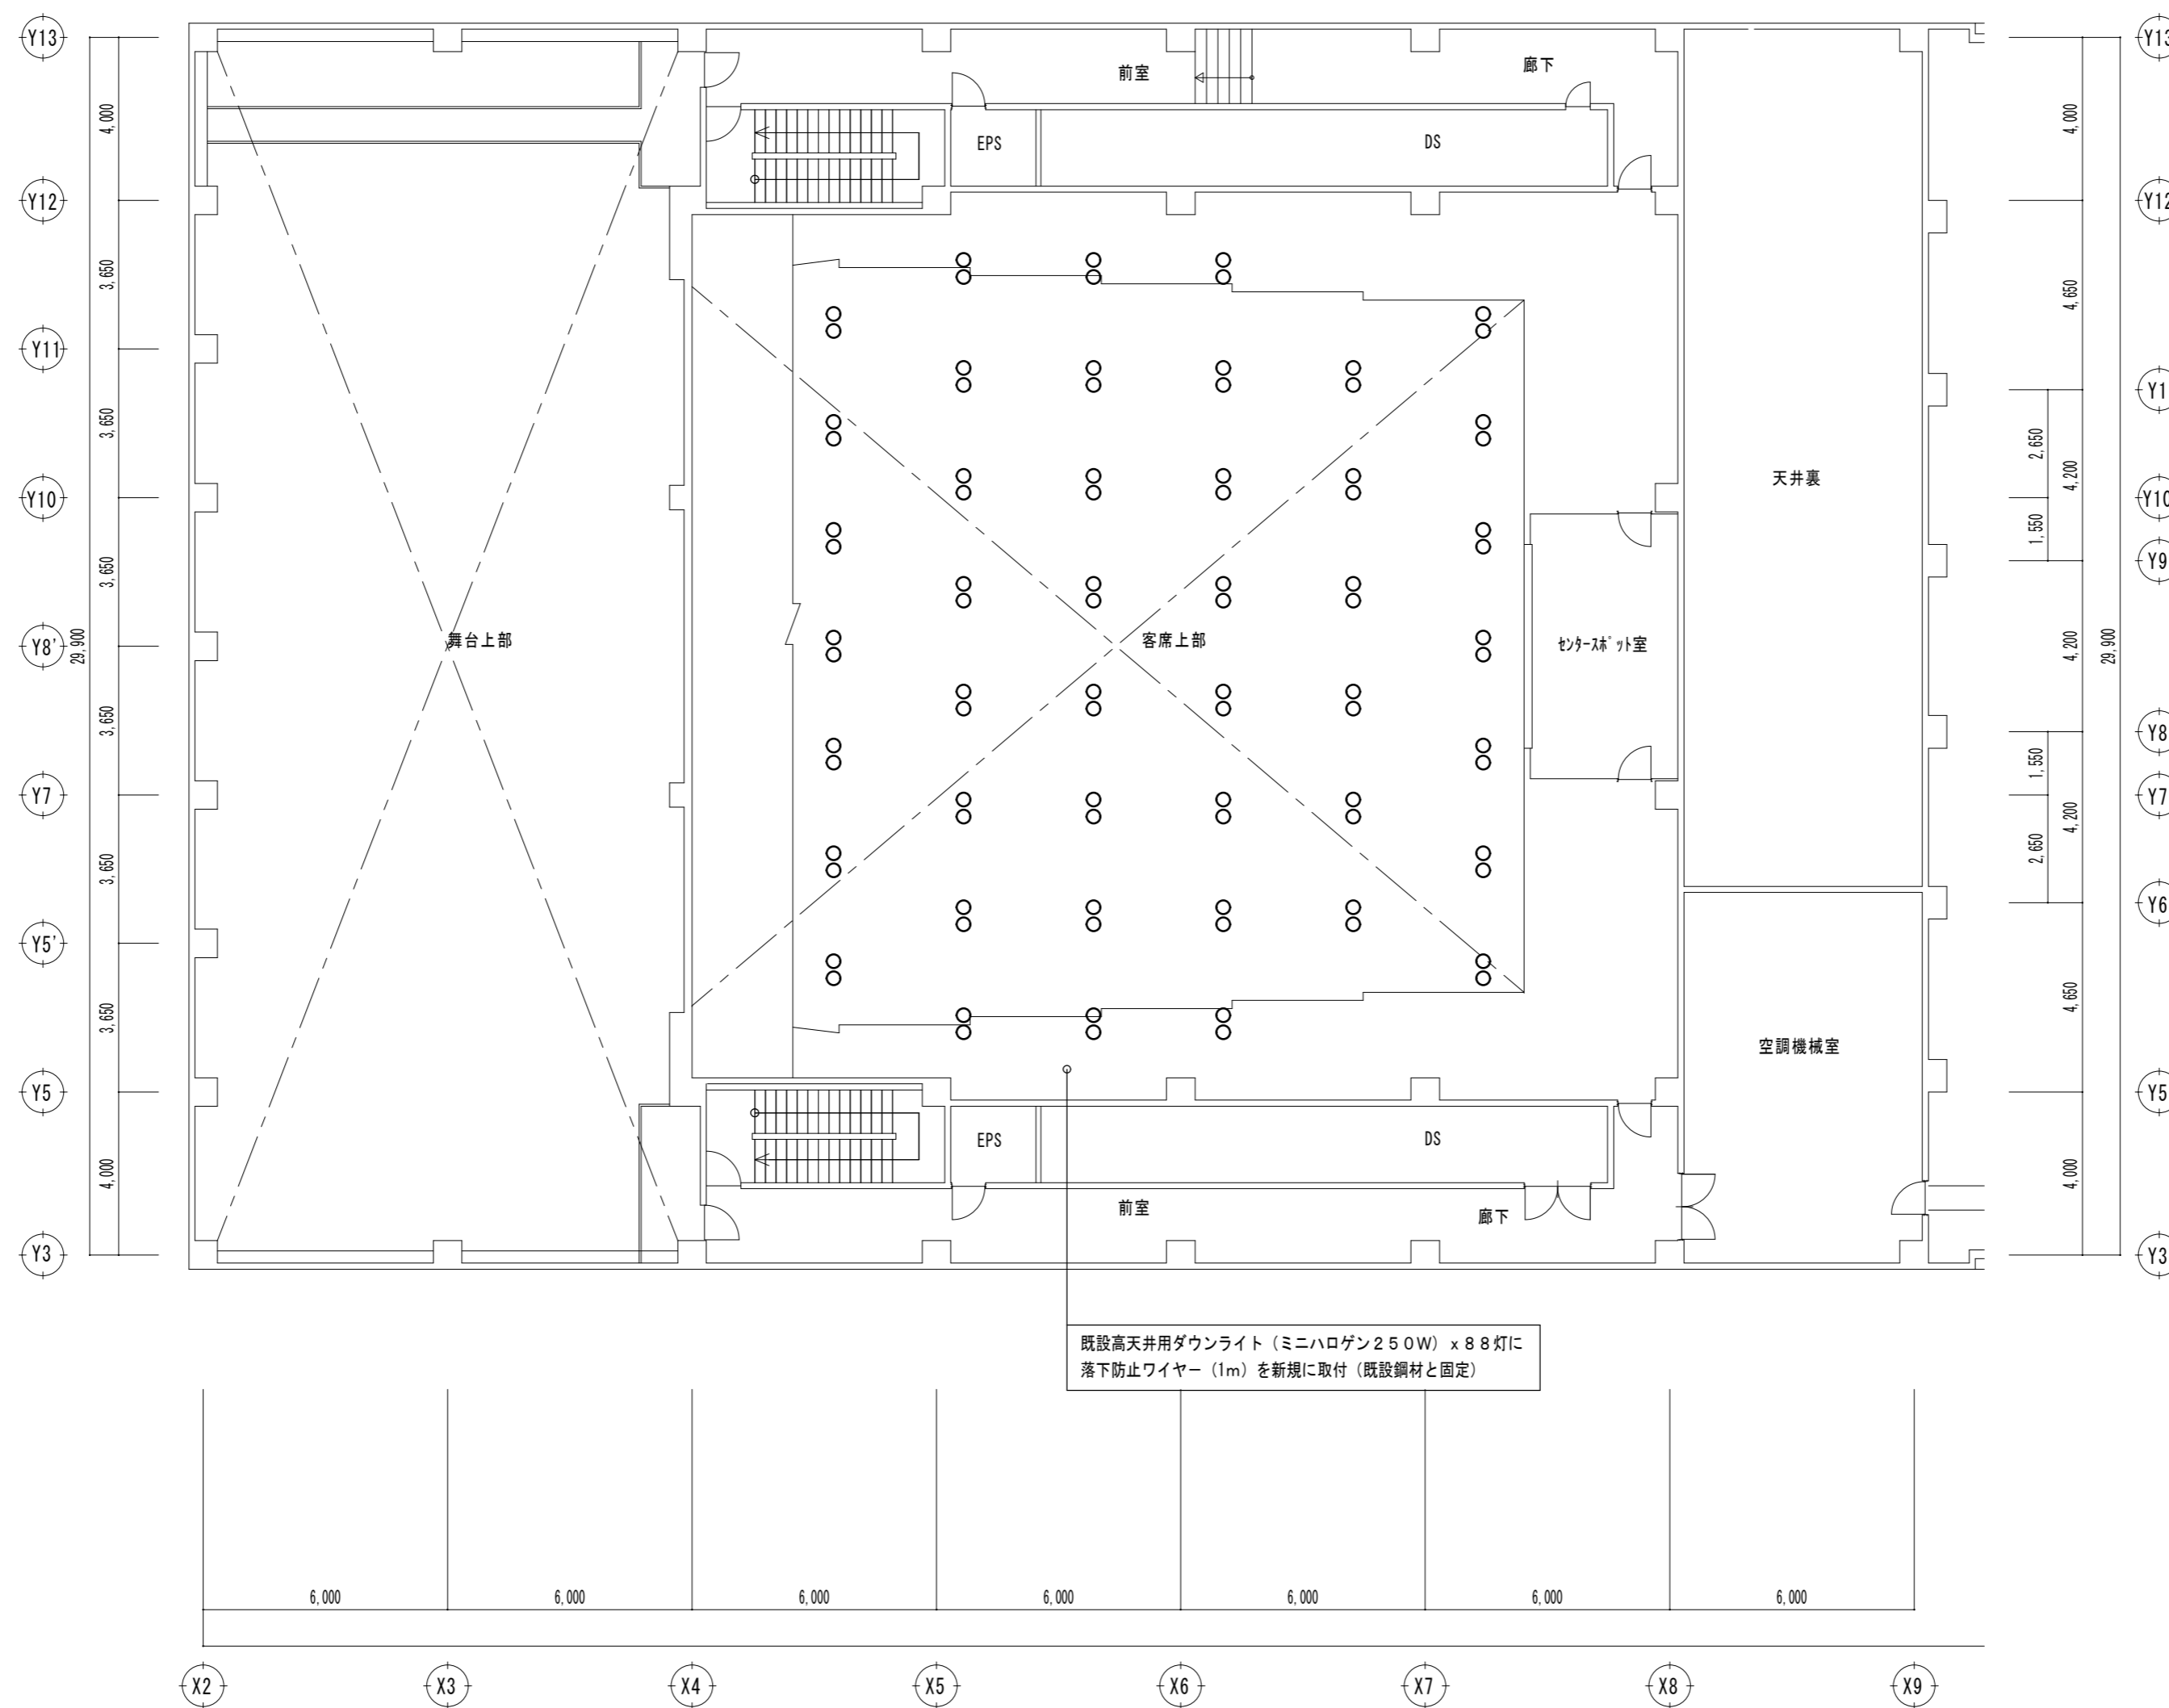 Y13
Y13
4,000
4,000
前室
廊下
EPS
DS
Y12
Y12
3,650
4,650
Y11
Y1
3,650
2,650
4,200
天井裏
Y10
Y10
3,650
1,550
Y9
29,900
Y8'
舞台上部
客席上部
センタースポット室
4,200
29,900
Y8
3,650
1,550
Y7
Y7
4,200
3,650
2,650
Y6
Y5'
3,650
4,650
空調機械室
Y5
Y5
EPS
DS
4,000
4,000
前室
廊下
Y3
Y3
既設高天井用ダウンライト（ミニハロゲン２５０W）ｘ８８灯に
落下防止ワイヤー（1m）を新規に取付（既設鋼材と固定）
6,000
6,000
6,000
6,000
6,000
6,000
6,000
X2
X3
X4
X5
X6
X7
X8
X9